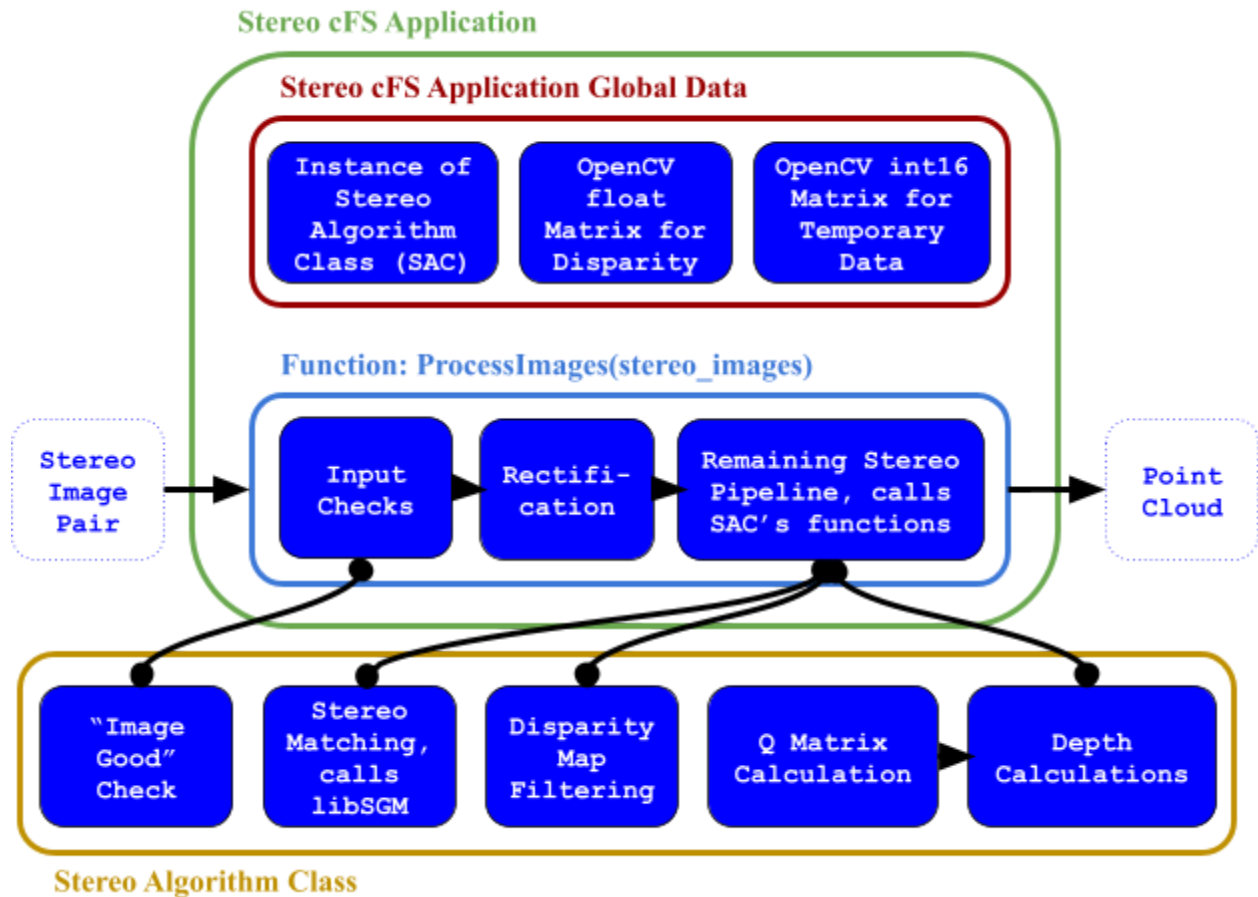 Stereo cFS Application
Stereo cFS Application Global Data
Instance of
Stereo
Algorithm
Class (SAC)
OpenCV
float
Matrix for
Disparity
OpenCV int16
Matrix for
Temporary
Data
Function: ProcessImages(stereo_images)
Stereo
Image
Pair
Input
Checks
Rectifi-
cation
Remaining Stereo
Pipeline, calls
SAC’s functions
Point
Cloud
“Image
Good”
Check
Stereo
Matching,
calls
libSGM
Disparity
Map
Filtering
Q Matrix
Calculation
Depth
Calculations
Stereo Algorithm Class